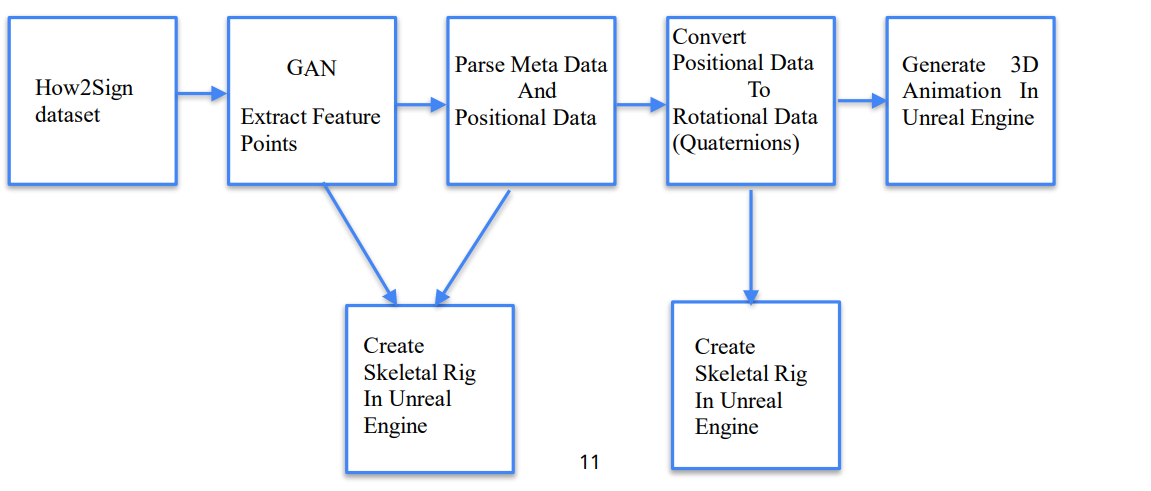 How2Sign
dataset
GAN
Extract Feature
Points
Parse Meta Data
And
Positional Data
Convert
Positional Data
To
Rotational Data
(Quaternions)
Generate 3D
Animation In
Unreal Engine
Create
Skeletal Rig
In Unreal
Engine
Create
Skeletal Rig
In Unreal
Engine
11